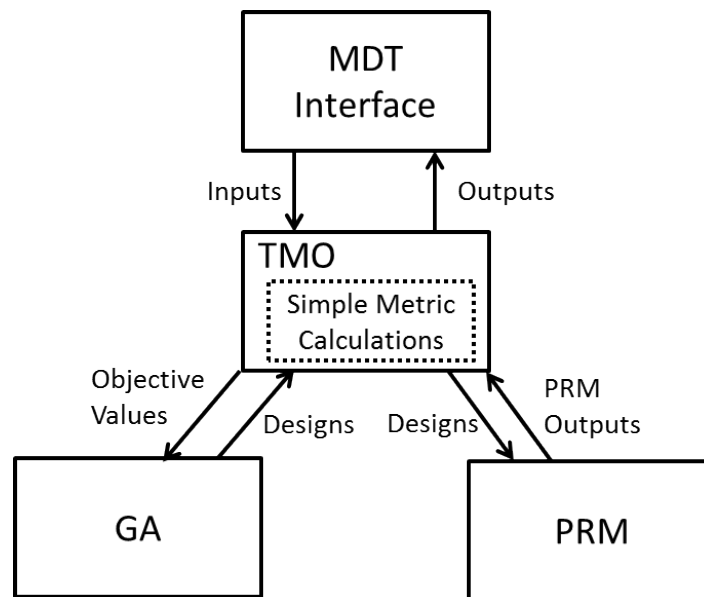 MDT
Interface
Inputs
Outputs
TMO
Simple Metric
Calculations
Objective
Values
Designs
Designs
PRM
Outputs
GA
PRM